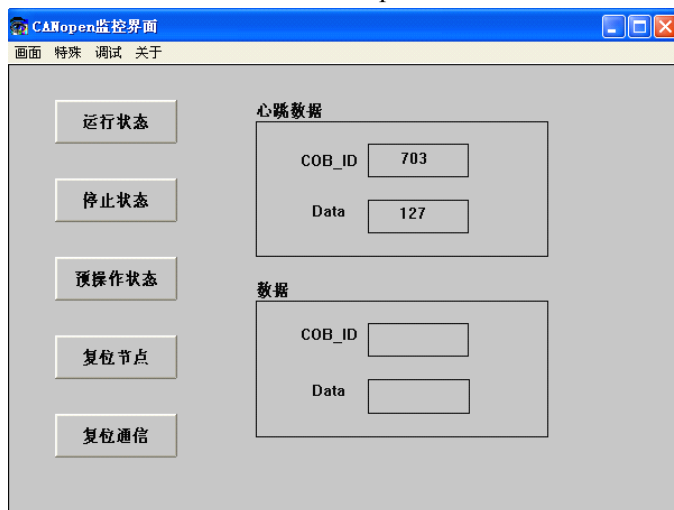 CANopen监控界面
画面 特殊 调试 关于
运行状态
停止状态
预操作状态
复位节点
复位通信
心跳数据
COB_ID 703
Data 127
数据
COB_ID
Data